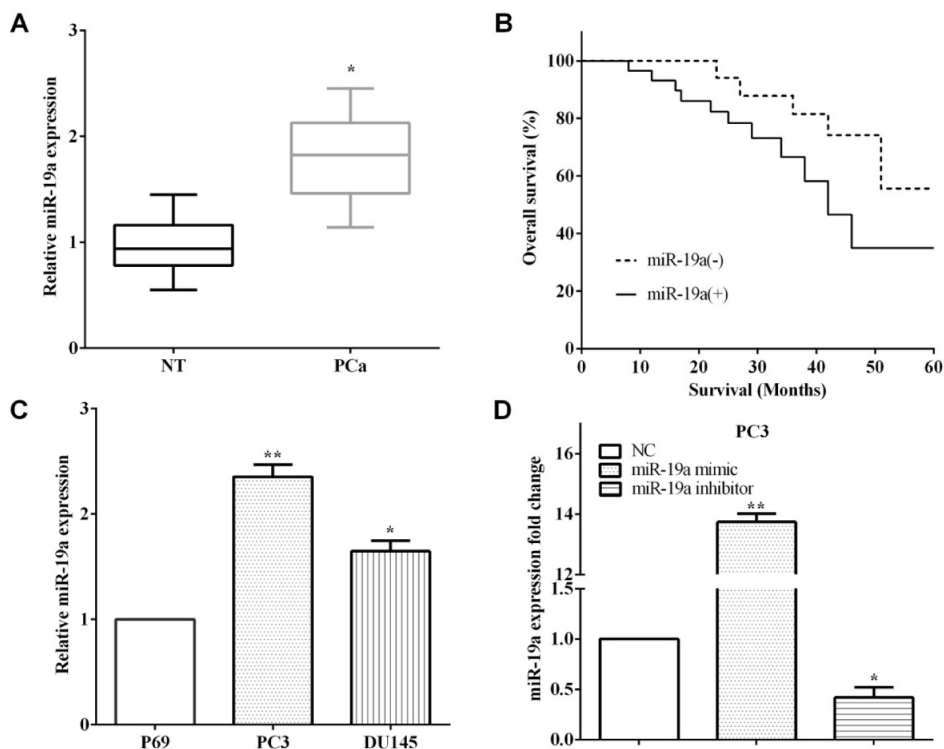 A
Relative miR-19a expression
3
2
1
0
*
NT
PCa
B
Overall survival (%)
100
80
60
40
20
0
miR-19a(-)
miR-19a(+)
0
10
20
30
40
50
60
Survival (Months)
C
Relative miR-19a expression
3
2
1
0
**
*
P69
PC3
DU145
D
PC3
miR-19a expression fold change
16
14
12
1.5
1.0
0.5
0.0
NC
miR-19a mimic
miR-19a inhibitor
**
*